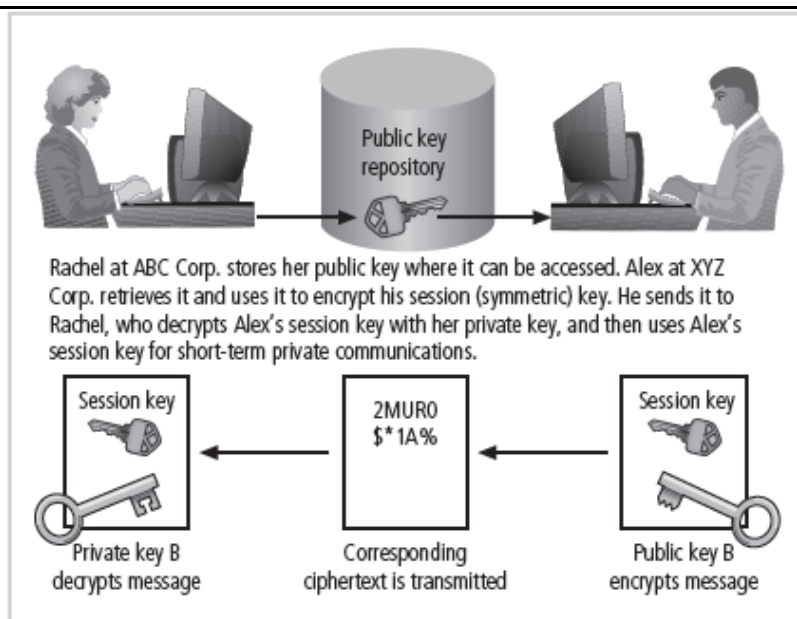 Public key
repository
Rachel at ABC Corp. stores her public key where it can be accessed. Alex at XYZ
Corp. retrieves it and uses it to encrypt his session (symmetric) key. He sends it to
Rachel, who decrypts Alex's session key with her private key, and then uses Alex's
session key for short-term private communications.
Session key
2MUR0
$*1A%
Session key
Private key B
decrypts message
Corresponding
ciphertext is transmitted
Public key B
encrypts message